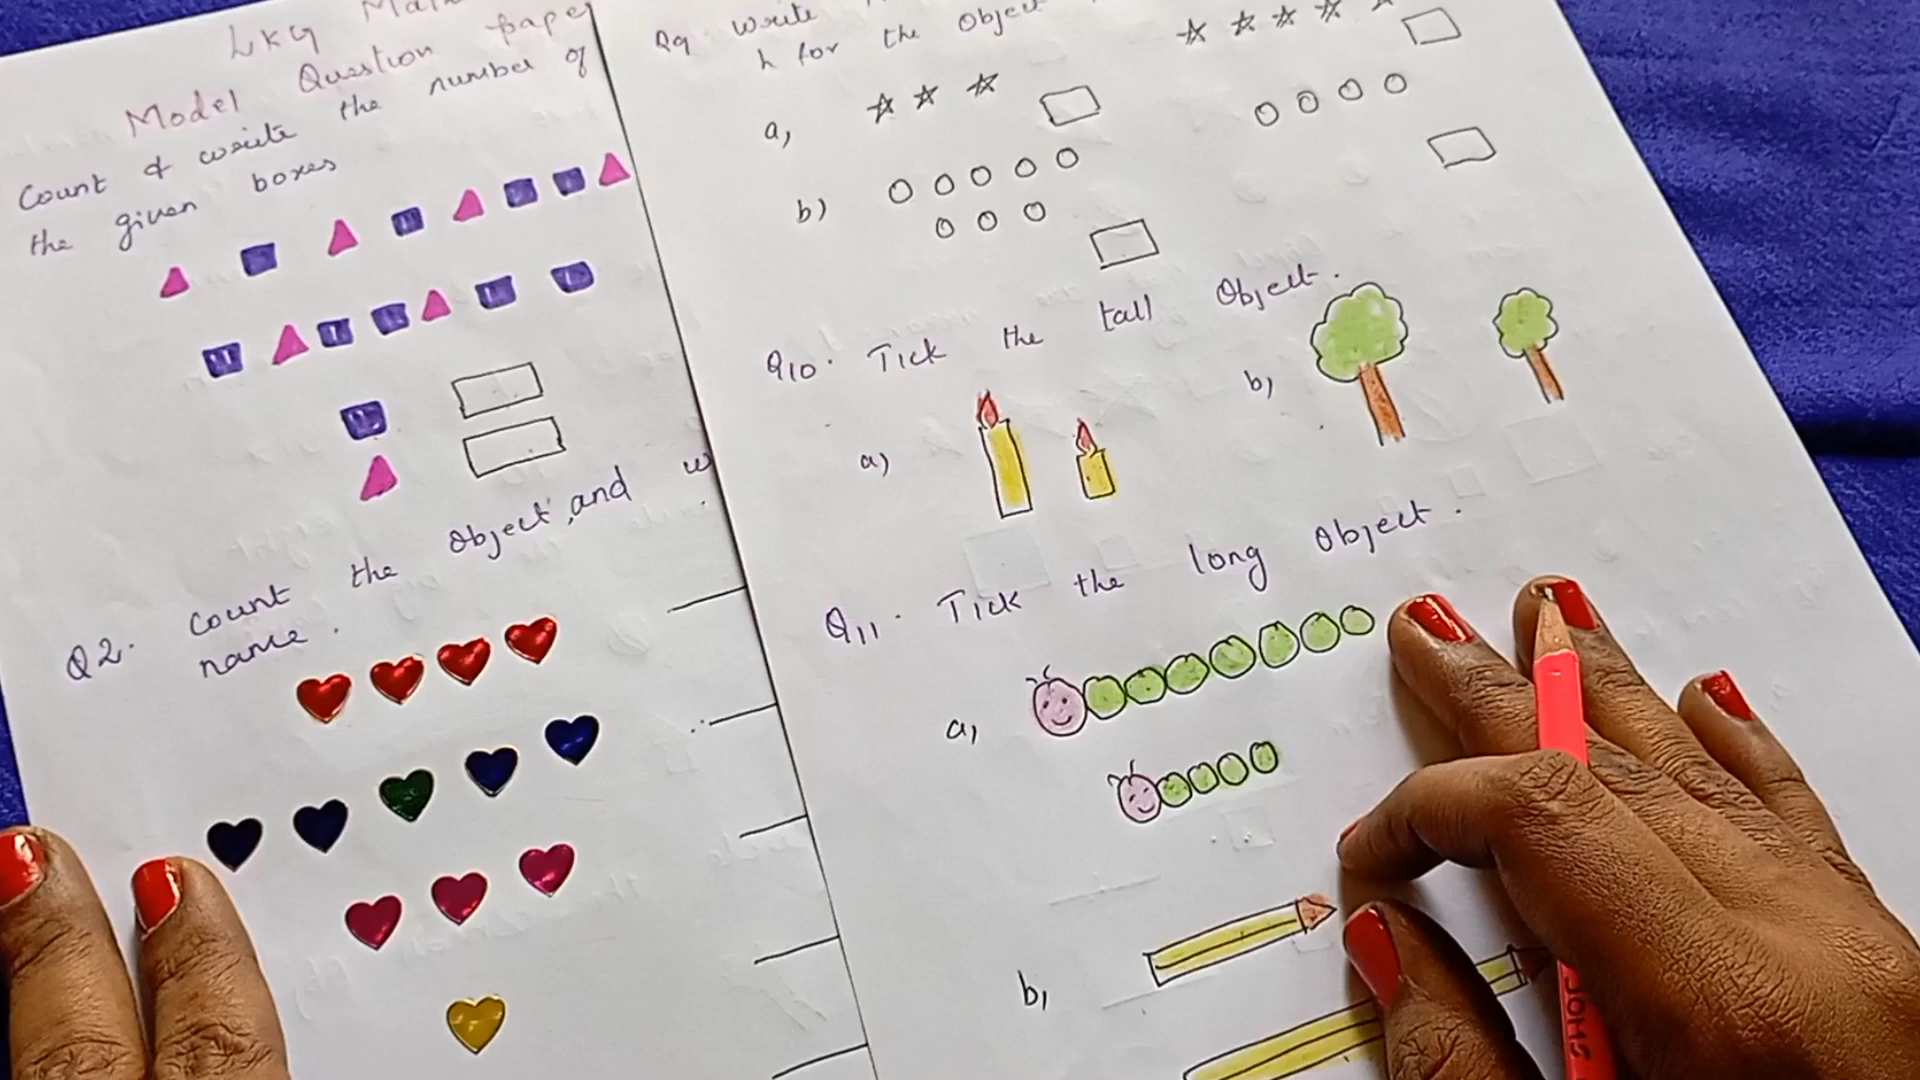 LKG
Model Question paper
Count & write the number of
the given boxes
Q2. Count the Object, and
name.
Q9. Write
h for the Object
a,
b)
Q10. Tick the tall Object.
a)
b)
Q11. Tick the long Object.
a,
b,
JOMS